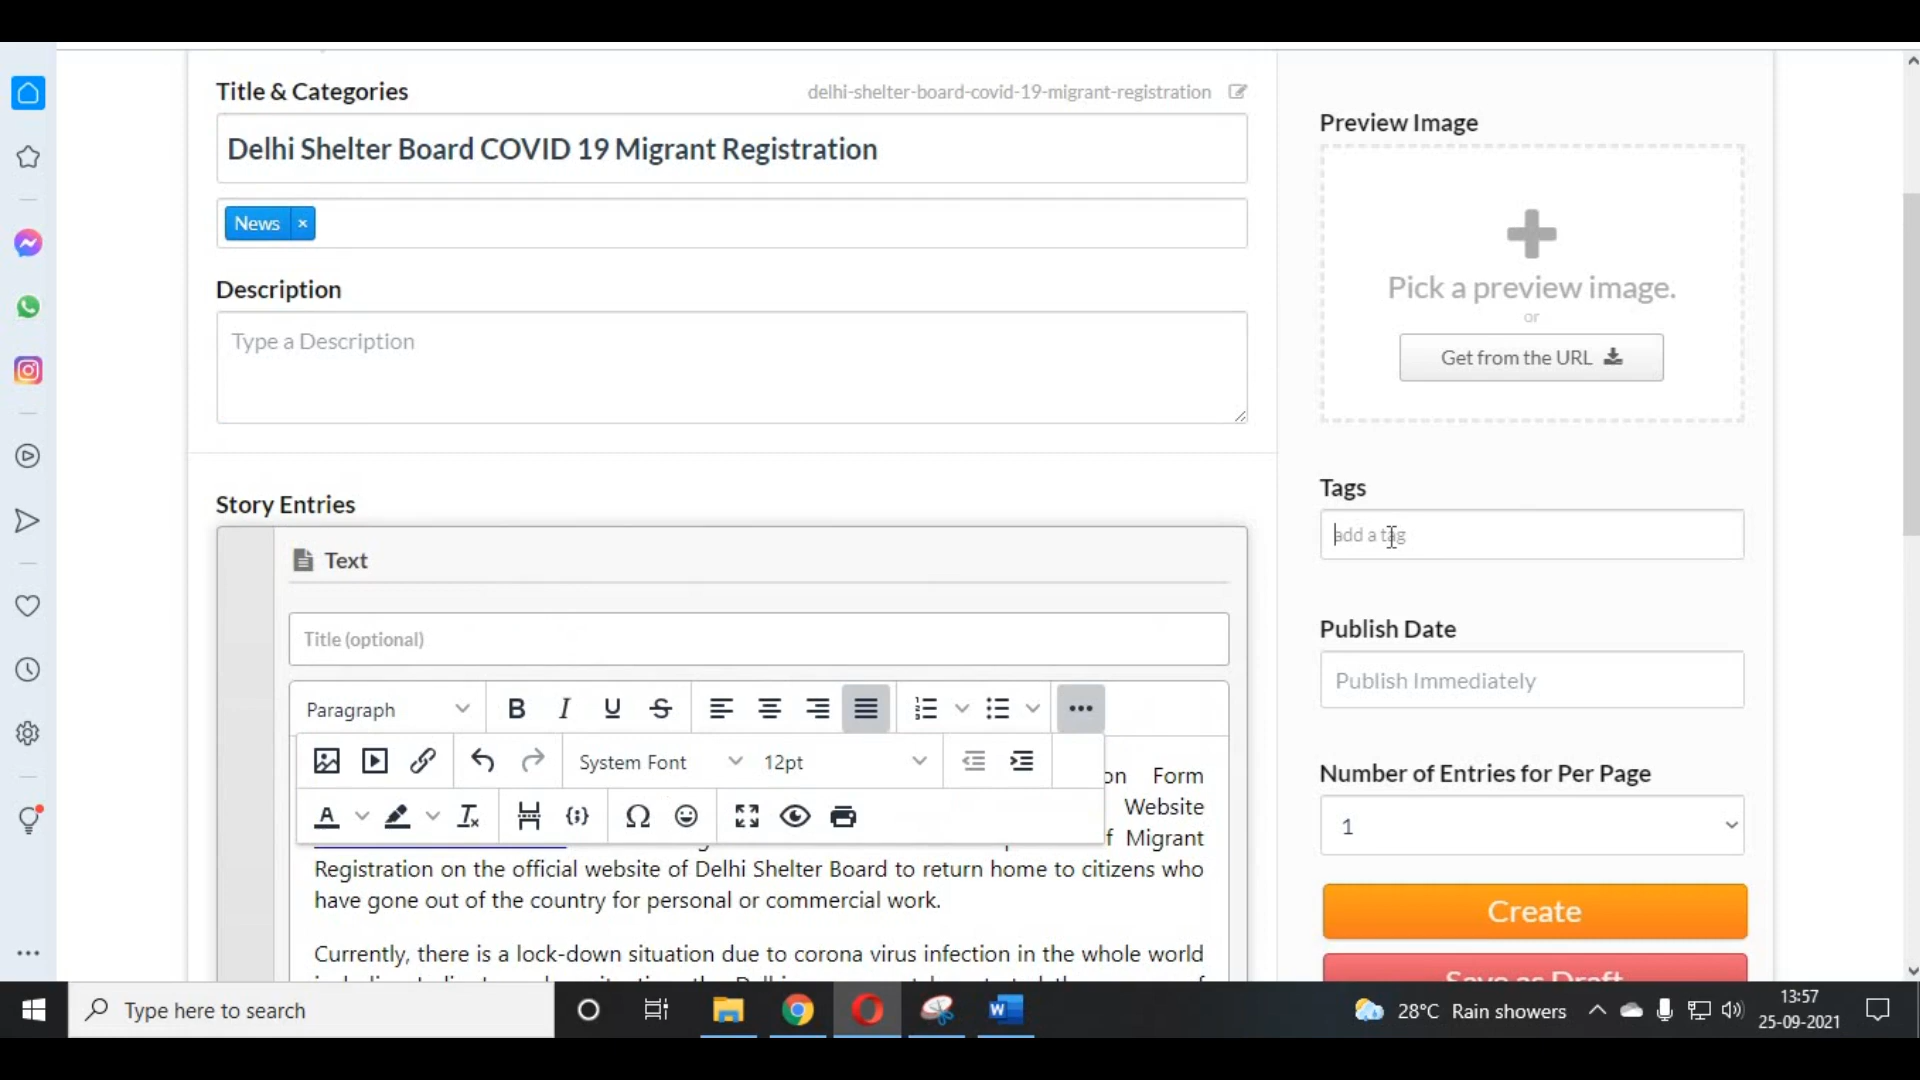 Title & Categories
delhi-shelter-board-covid-19-migrant-registration
Delhi Shelter Board COVID 19 Migrant Registration
News ×
Description
Type a Description
Story Entries
Text
Title (optional)
Paragraph
B I U S
System Font
12pt
on Form
Website
f Migrant
Registration on the official website of Delhi Shelter Board to return home to citizens who
have gone out of the country for personal or commercial work.
Currently, there is a lock-down situation due to corona virus infection in the whole world
Preview Image
Pick a preview image.
or
Get from the URL
Tags
add a tag
Publish Date
Publish Immediately
Number of Entries for Per Page
1
Create
Save as Draft
Type here to search
28°C Rain showers
13:57
25-09-2021